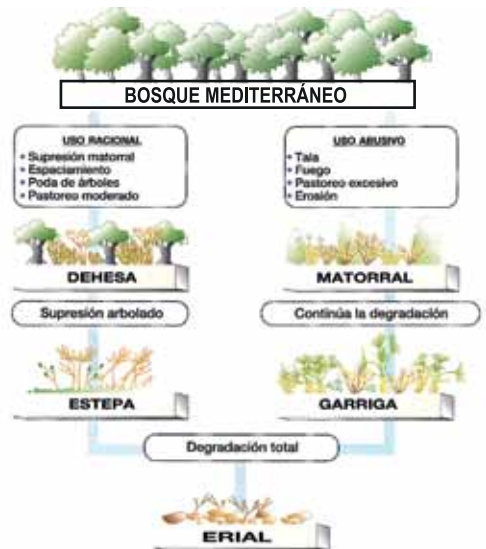 BOSQUE MEDITERRÁNEO
USO RACIONAL
• Supresión matorral
• Espaciamiento
• Poda de árboles
• Pastoreo moderado
USO ABUSIVO
• Tala
• Fuego
• Pastoreo excesivo
• Erosión
DEHESA
MATORRAL
Supresión arbolado
Continúa la degradación
ESTEPA
GARRIGA
Degradación total
ERIAL